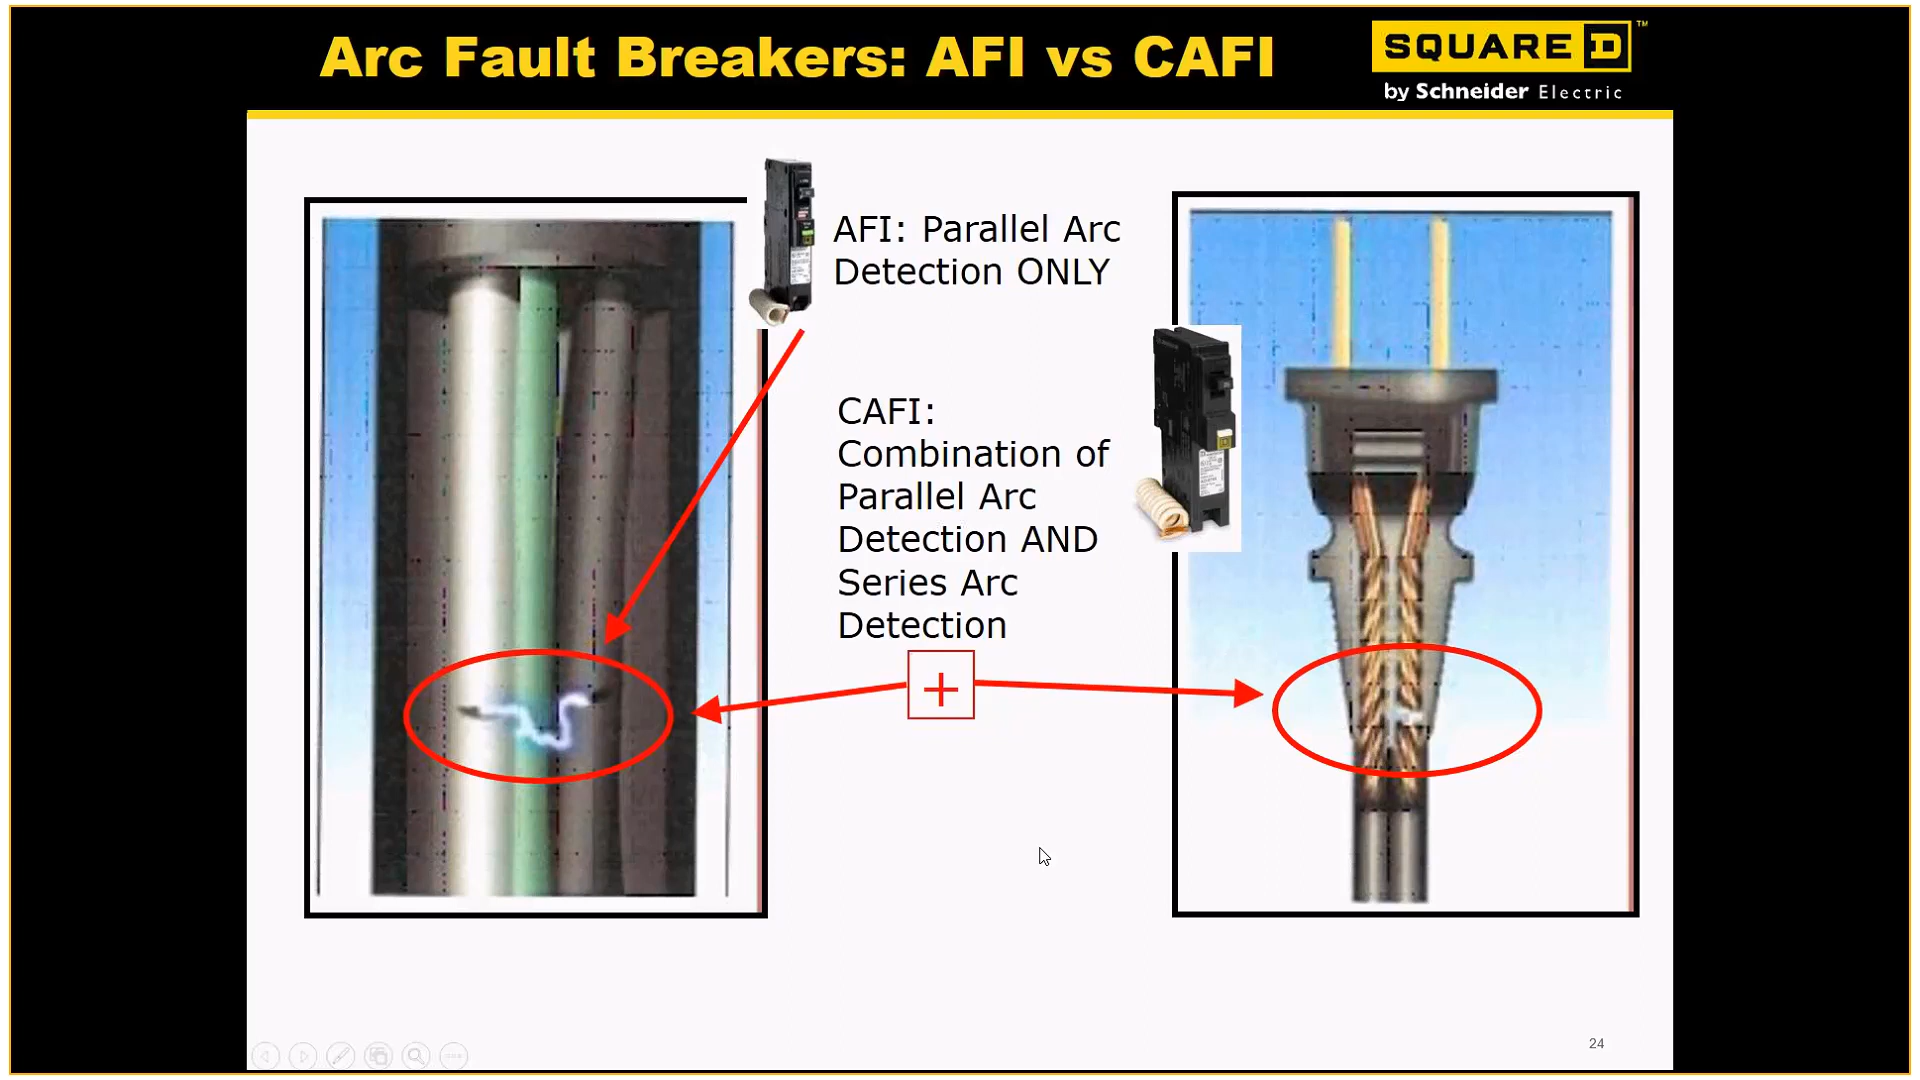 Arc Fault Breakers: AFI vs CAFI
SQUARE D™
by Schneider Electric
AFI: Parallel Arc
Detection ONLY
CAFI:
Combination of
Parallel Arc
Detection AND
Series Arc
Detection
+
24